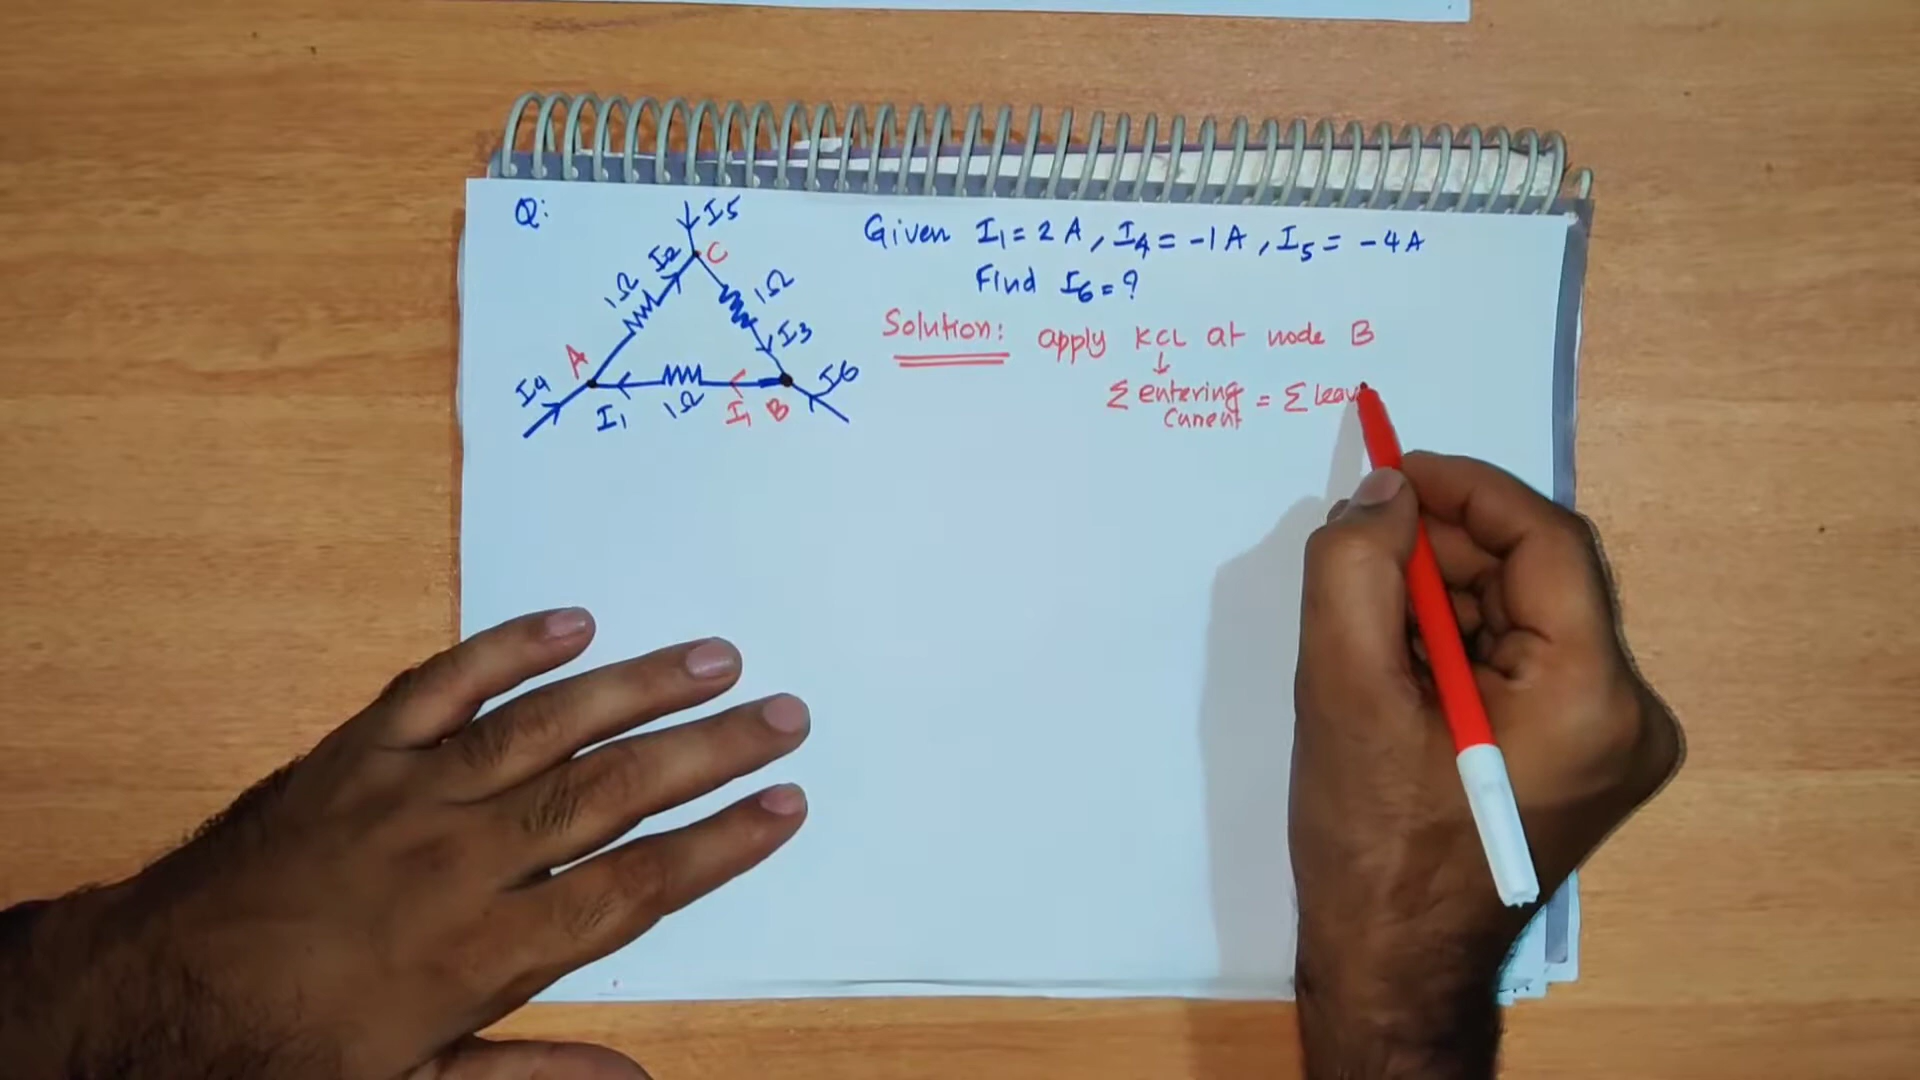 Q:
I5
C
I2
1Ω
1Ω
I3
A
I4
I1
1Ω
I1
B
I6
Given I1 = 2 A, I4 = -1 A, I5 = -4 A
Find I6 = ?
Solution: apply KCL at node B
↓
Σ entering = Σ leav
Current